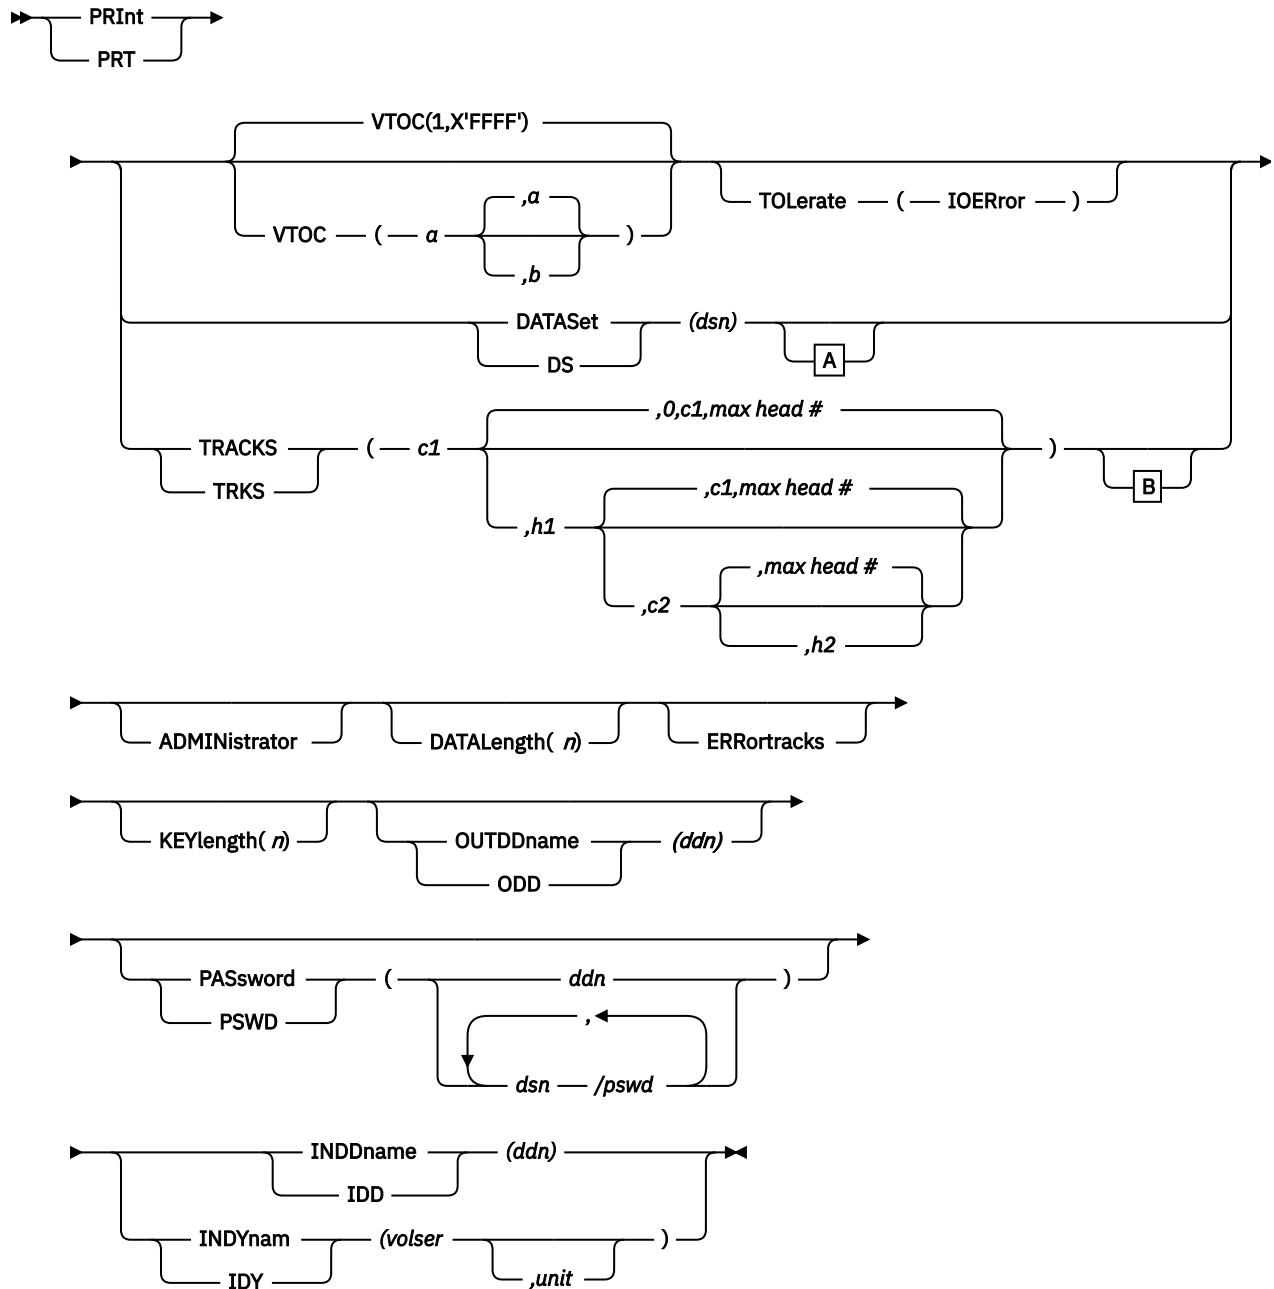 PRInt
PRT
VTOC(1,X'FFFF')
TOLerate ( IOERror )
,a
VTOC ( a )
,b
DATASet (dsn)
DS
A
,0,c1,max head #
TRACKS ( c1 )
TRKS
B
,c1,max head #
,h1
,max head #
,c2
,h2
ADMINistrator DATALength( n) ERRortracks
KEYlength( n) OUTDDname (ddn)
ODD
PASsword ( ddn )
PSWD
,
dsn /pswd
INDDname (ddn)
IDD
INDYnam (volser )
IDY ,unit